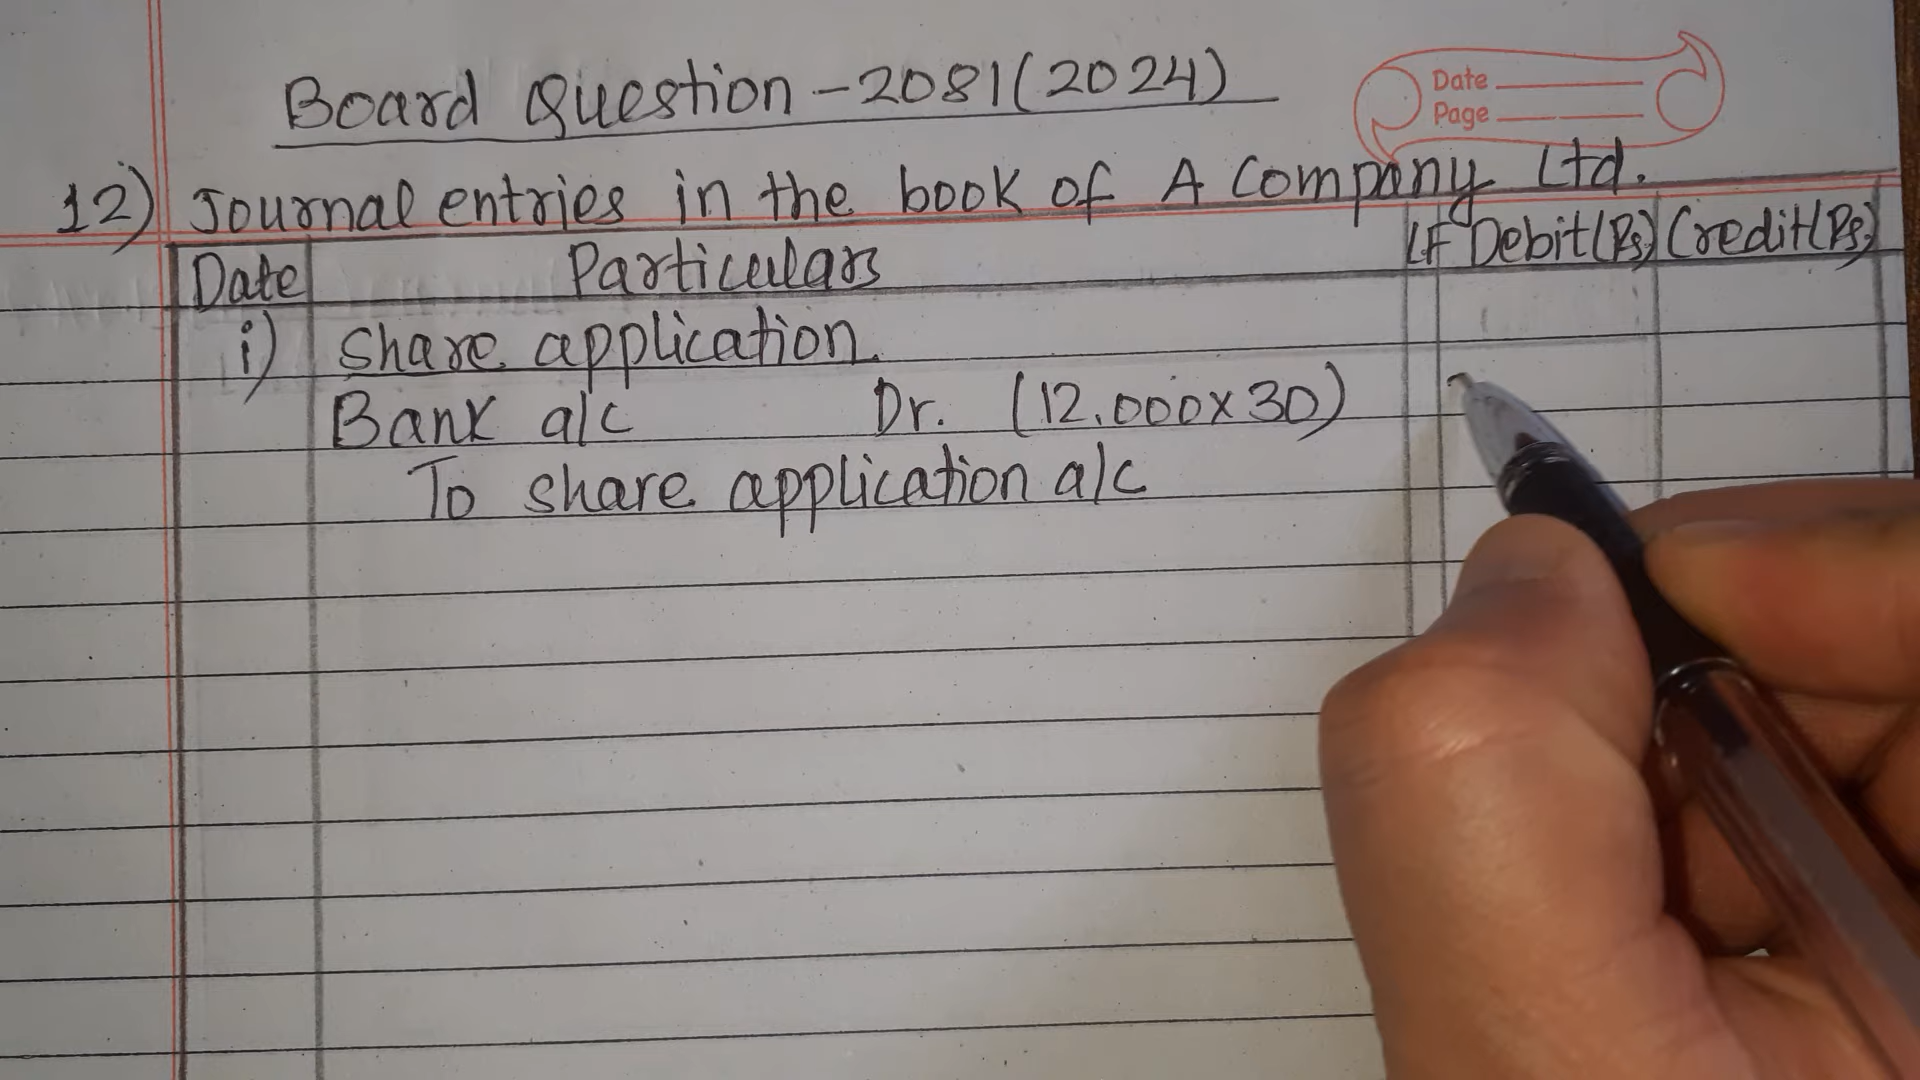 Board Question - 2081(2024)
Date
Page
12) Journal entries in the book of A Company Ltd.
Date Particulars LF Debit(Rs) Credit(Rs)
i) share application
Bank a/c Dr. (12,000x30)
To share application a/c